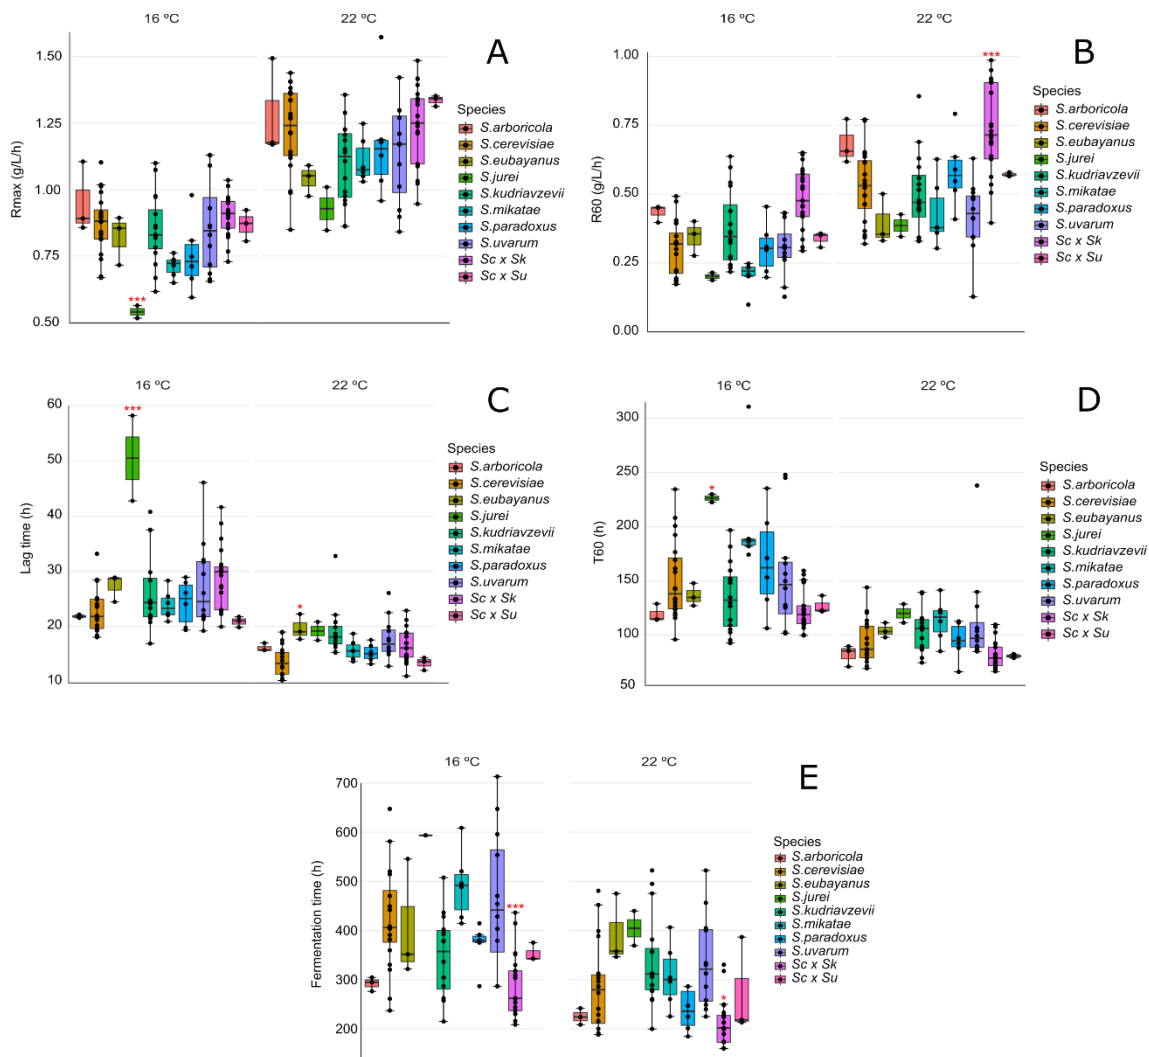 16 ºC
22 ºC
A
1.50
1.25
1.00
0.75
0.50
Rmax (g/L/h)
***
Species
S.arboricola
S.cerevisiae
S.eubayanus
S.jurei
S.kudriavzevii
S.mikatae
S.paradoxus
S.uvarum
Sc x Sk
Sc x Su
16 ºC
22 ºC
B
1.00
0.75
0.50
0.25
0.00
R60 (g/L/h)
***
Species
S.arboricola
S.cerevisiae
S.eubayanus
S.jurei
S.kudriavzevii
S.mikatae
S.paradoxus
S.uvarum
Sc x Sk
Sc x Su
16 ºC
22 ºC
C
60
50
40
30
20
10
Lag time (h)
***
*
Species
S.arboricola
S.cerevisiae
S.eubayanus
S.jurei
S.kudriavzevii
S.mikatae
S.paradoxus
S.uvarum
Sc x Sk
Sc x Su
16 ºC
22 ºC
D
300
250
200
150
100
50
T60 (h)
*
Species
S.arboricola
S.cerevisiae
S.eubayanus
S.jurei
S.kudriavzevii
S.mikatae
S.paradoxus
S.uvarum
Sc x Sk
Sc x Su
16 ºC
22 ºC
E
700
600
500
400
300
200
Fermentation time (h)
***
*
Species
S.arboricola
S.cerevisiae
S.eubayanus
S.jurei
S.kudriavzevii
S.mikatae
S.paradoxus
S.uvarum
Sc x Sk
Sc x Su